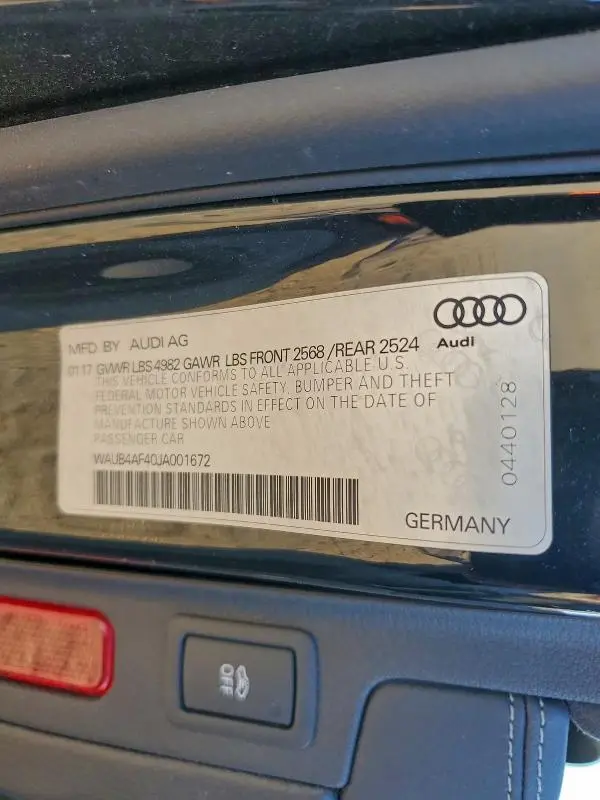 MFD BY AUDI AG
01 17 GVWR LBS 4982 GAWR LBS FRONT 2568 /REAR 2524
THIS VEHICLE CONFORMS TO ALL APPLICABLE U.S.
FEDERAL MOTOR VEHICLE SAFETY, BUMPER AND THEFT
PREVENTION STANDARDS IN EFFECT ON THE DATE OF
MANUFACTURE SHOWN ABOVE
PASSENGER CAR
WAUB4AF40JA001672
Audi
0440128
GERMANY
OFF